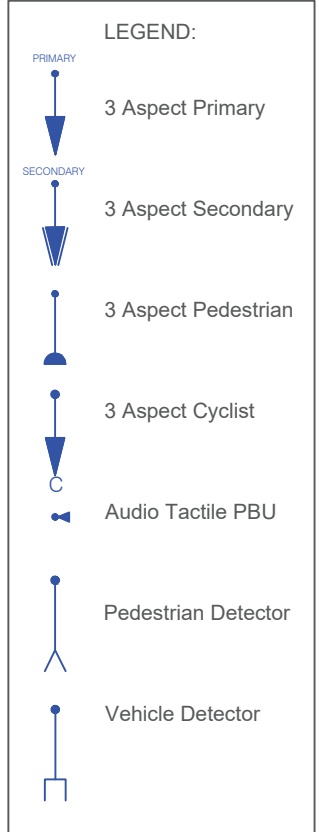 LEGEND:
PRIMARY
3 Aspect Primary
SECONDARY
3 Aspect Secondary
3 Aspect Pedestrian
3 Aspect Cyclist
C
Audio Tactile PBU
Pedestrian Detector
Vehicle Detector